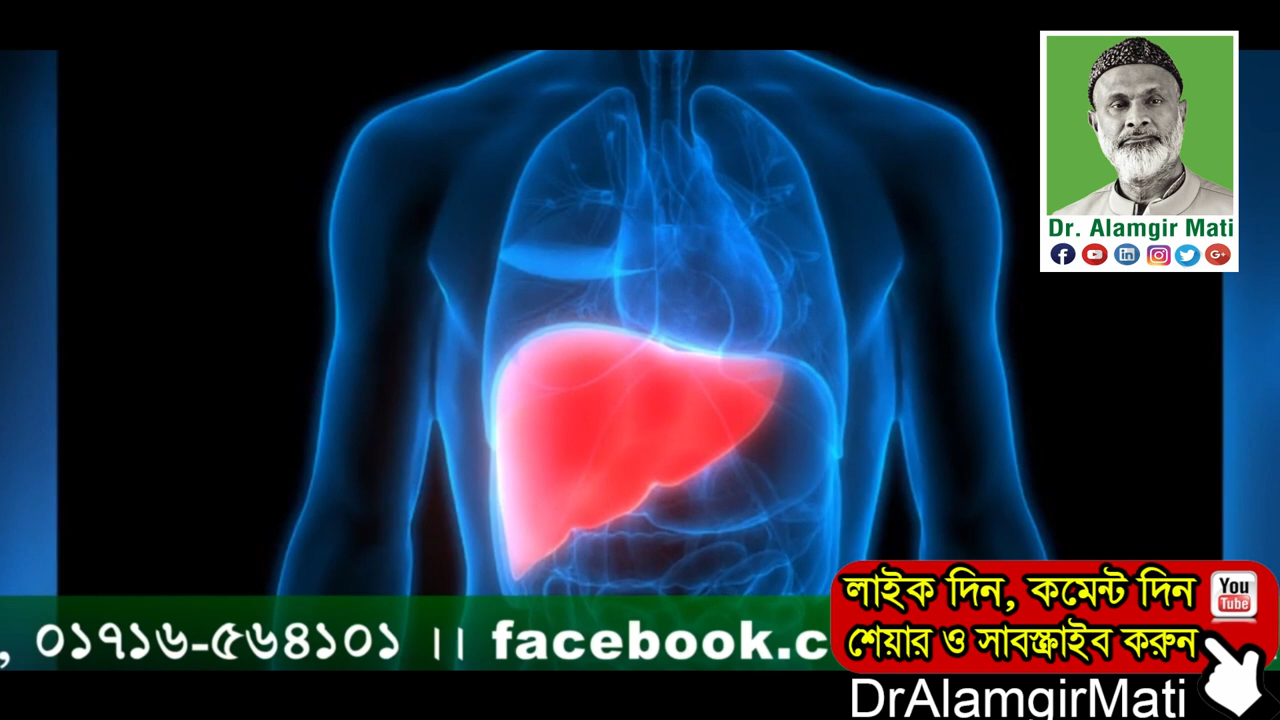 Dr. Alamgir Mati
লাইক দিন, কমেন্ট দিন
You
Tube
শেয়ার ও সাবস্ক্রাইব করুন
, ০১৭১৬-৫৬৪১০১ ।। facebook.c
DrAlamgirMati